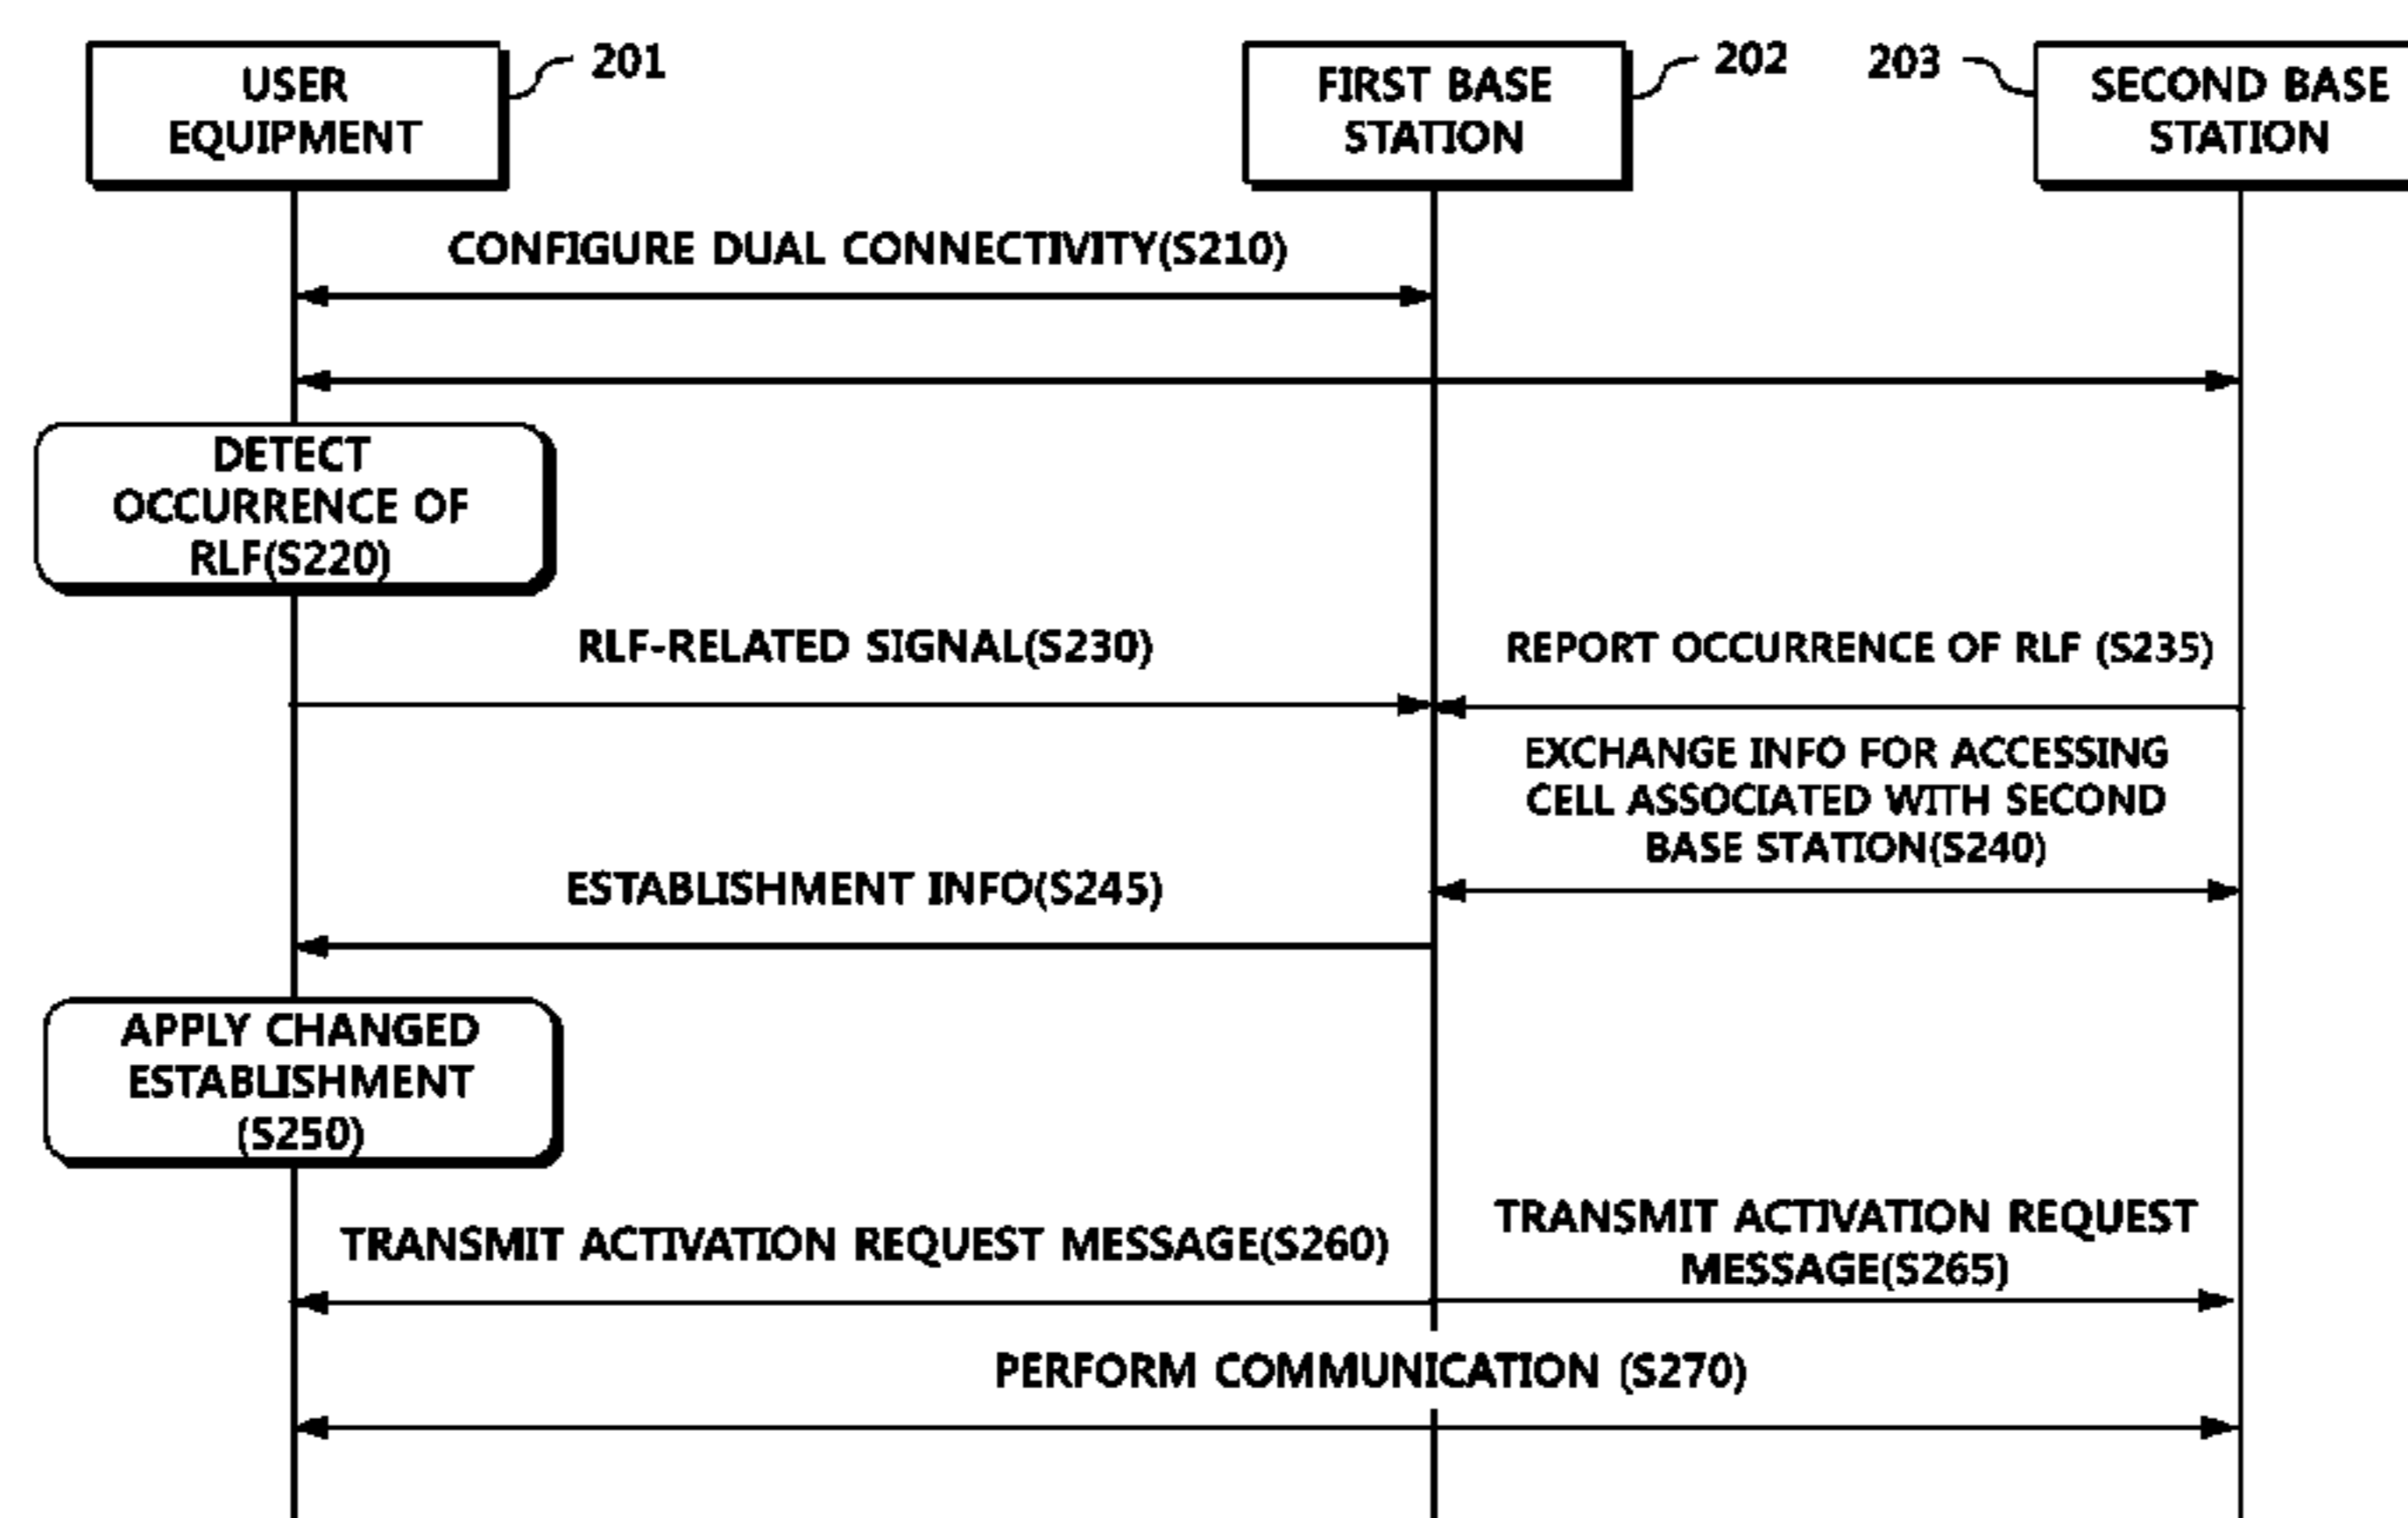 USER
EQUIPMENT
201
FIRST BASE
STATION
202
203
SECOND BASE
STATION
CONFIGURE DUAL CONNECTIVITY(S210)
DETECT
OCCURRENCE OF
RLF(S220)
RLF-RELATED SIGNAL(S230)
REPORT OCCURRENCE OF RLF (S235)
EXCHANGE INFO FOR ACCESSING
CELL ASSOCIATED WITH SECOND
BASE STATION(S240)
ESTABLISHMENT INFO(S245)
APPLY CHANGED
ESTABLISHMENT
(S250)
TRANSMIT ACTIVATION REQUEST MESSAGE(S260)
TRANSMIT ACTIVATION REQUEST
MESSAGE(S265)
PERFORM COMMUNICATION (S270)